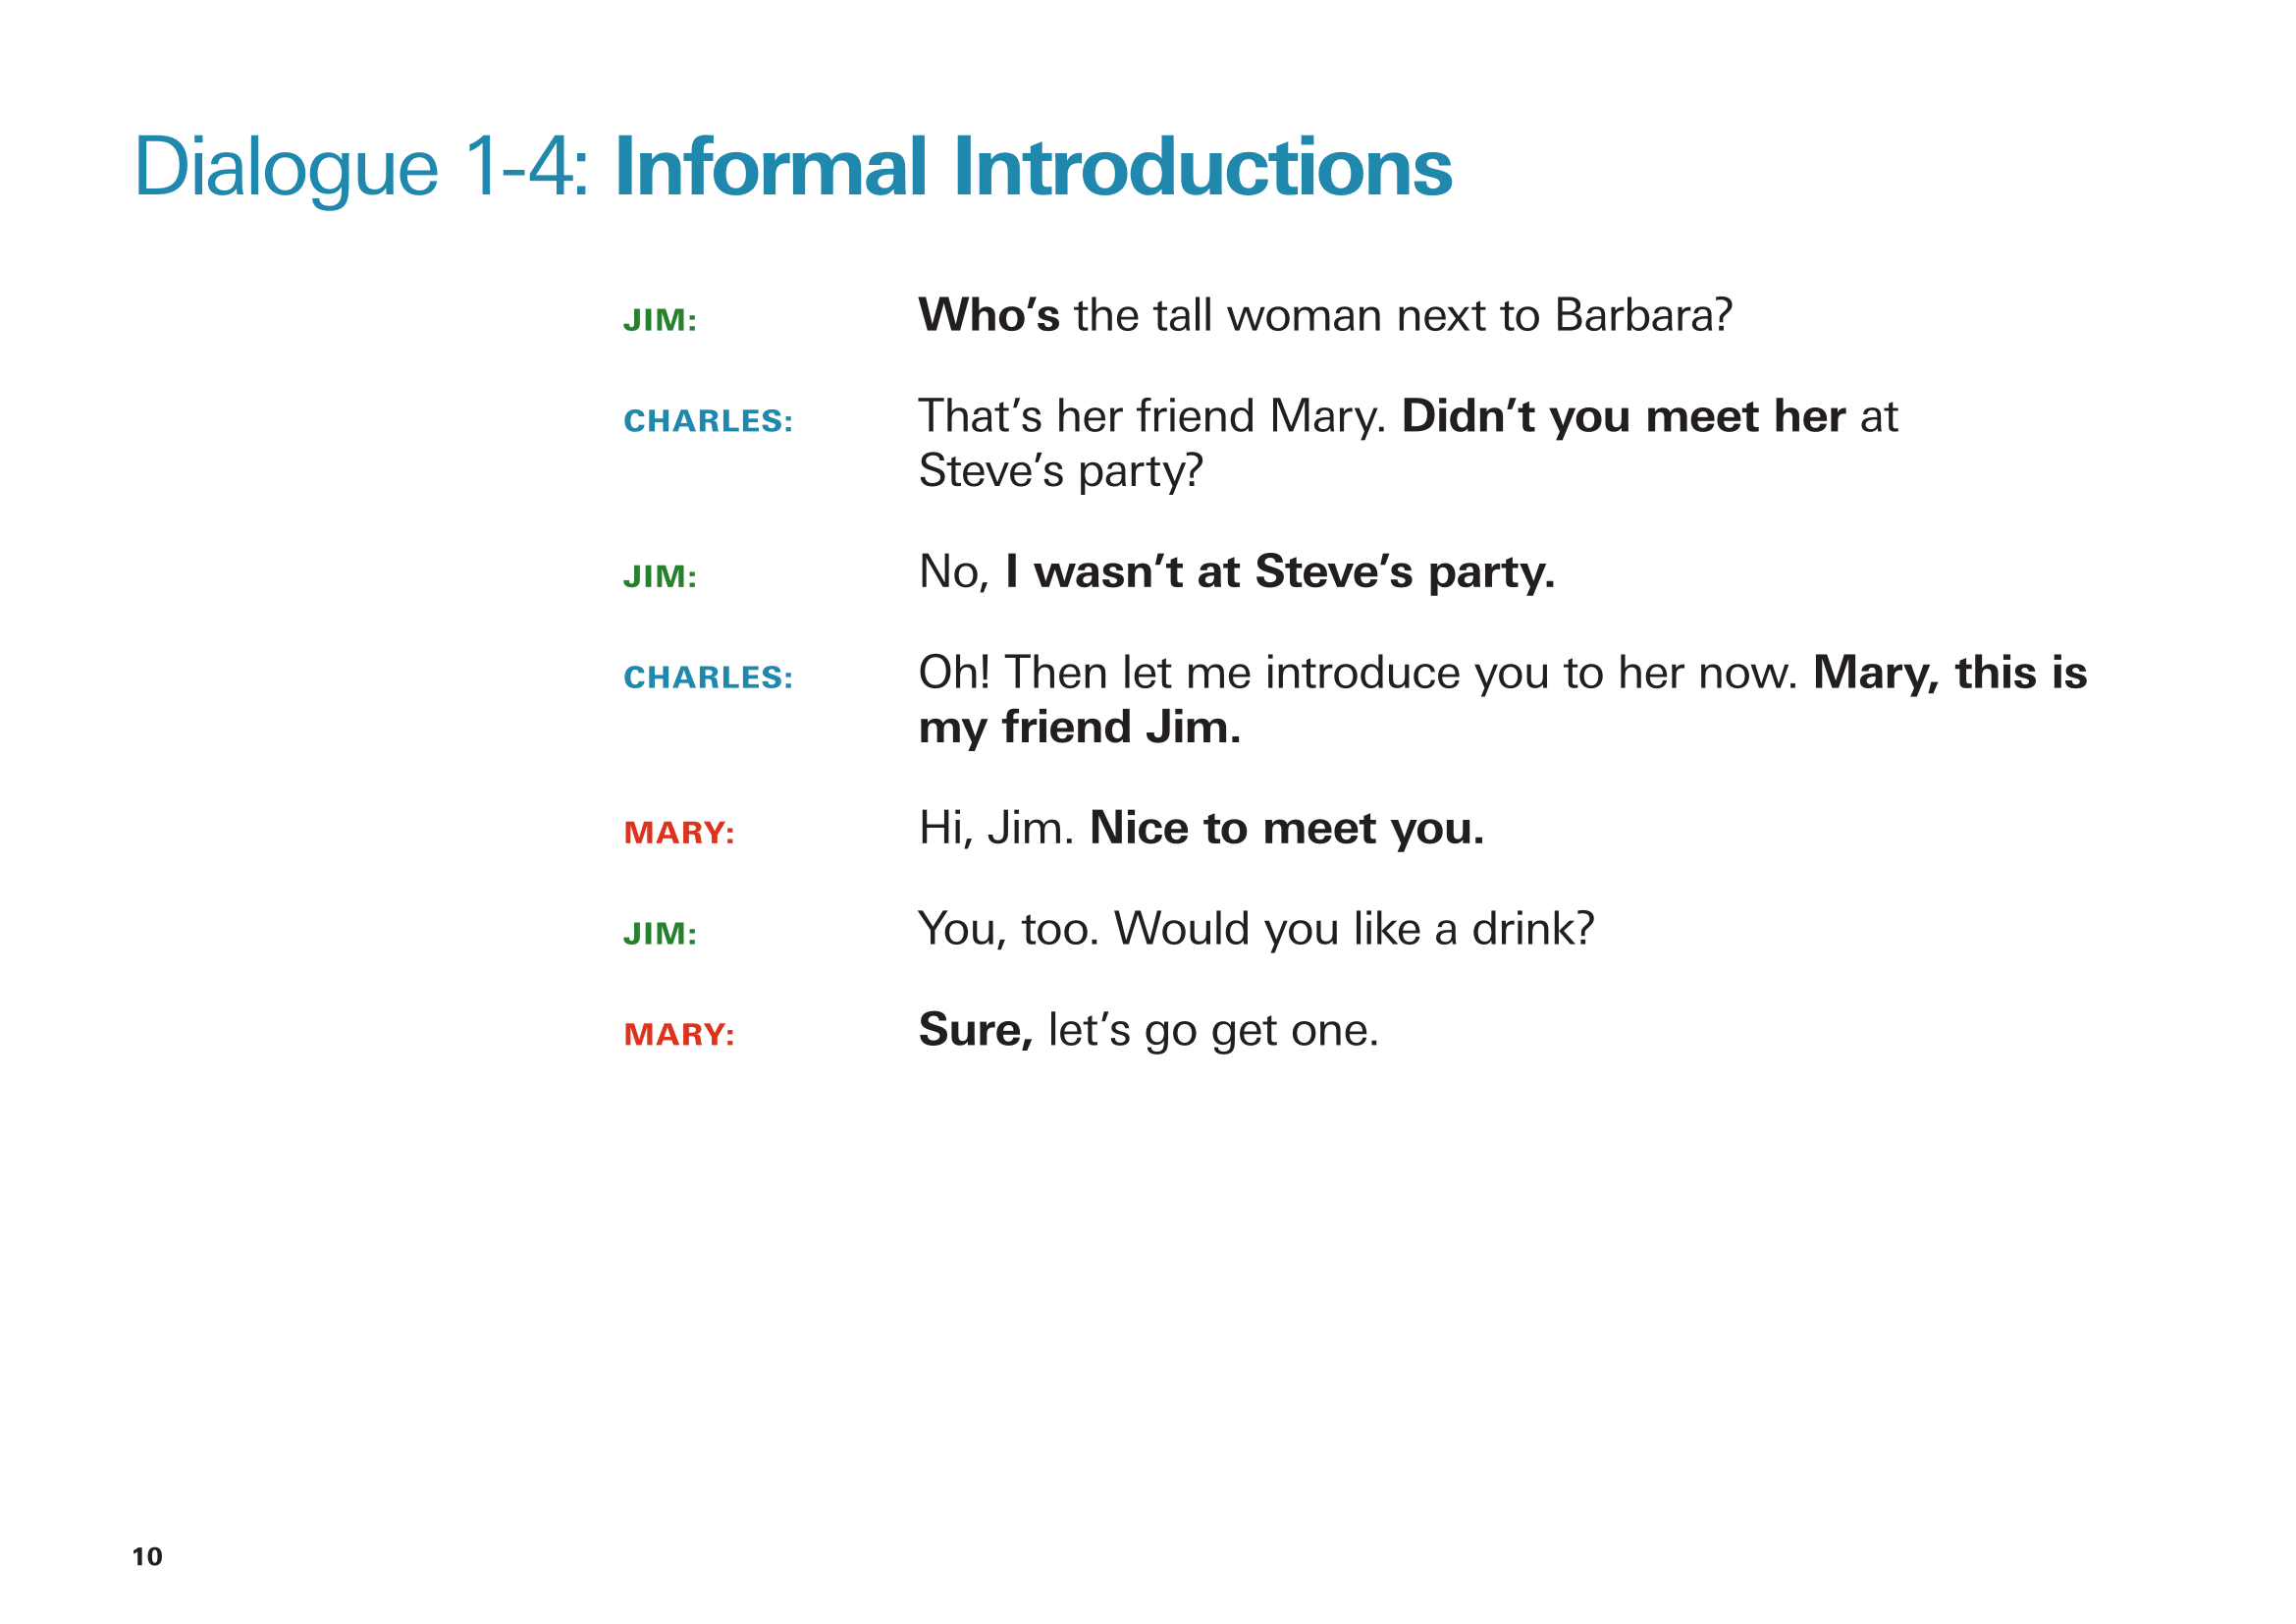 Dialogue 1-4: Informal Introductions
JIM: Who’s the tall woman next to Barbara?
CHARLES: That’s her friend Mary. Didn’t you meet her at
Steve’s party?
JIM: No, I wasn’t at Steve’s party.
CHARLES: Oh! Then let me introduce you to her now. Mary, this is
my friend Jim.
MARY: Hi, Jim. Nice to meet you.
JIM: You, too. Would you like a drink?
MARY: Sure, let’s go get one.
10